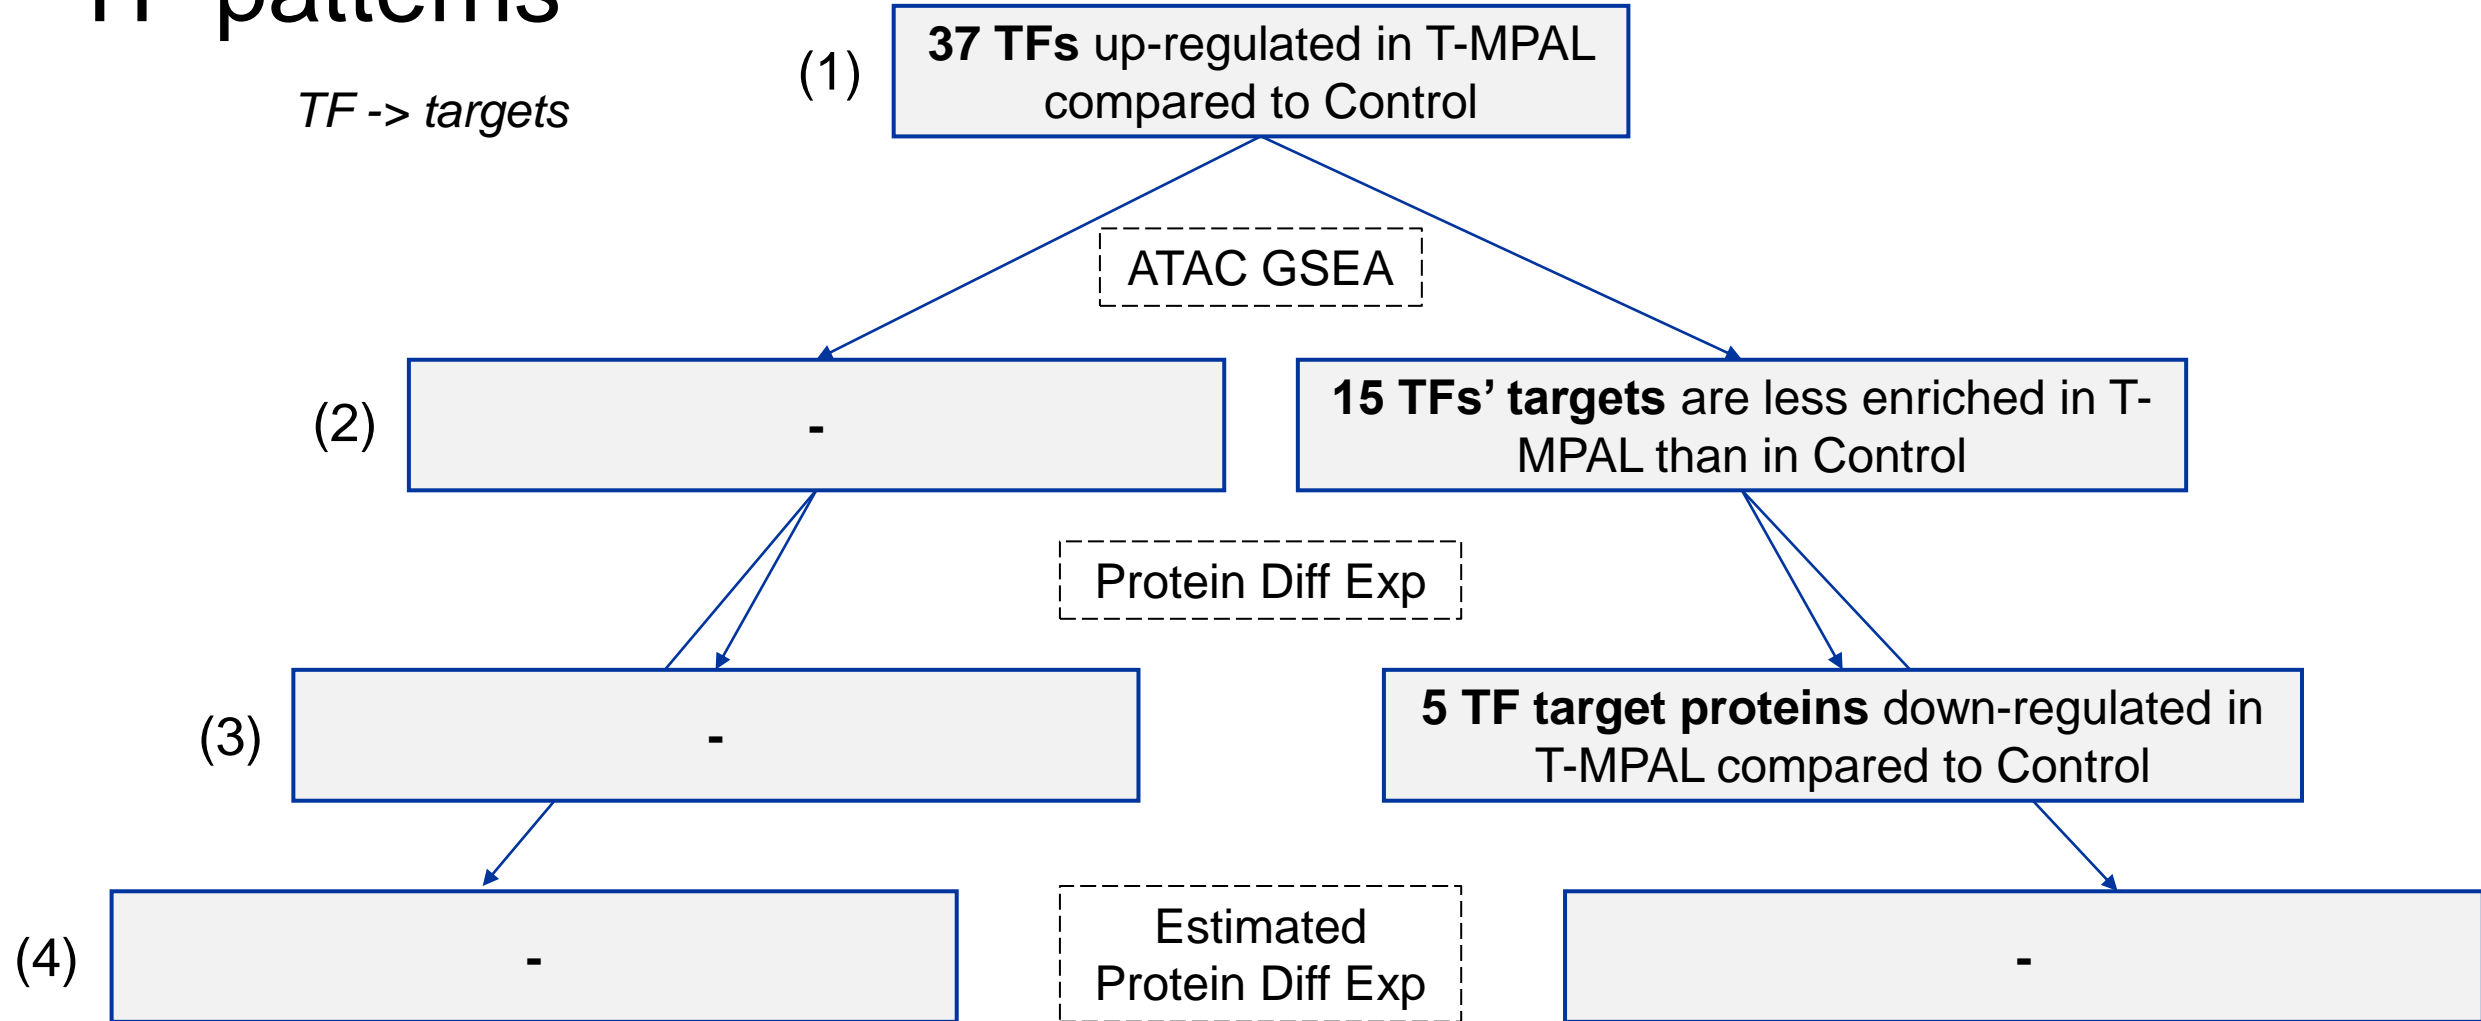 patterns
(1)
37 TFs up-regulated in T-MPAL
compared to Control
TF -> targets
ATAC GSEA
(2)
-
15 TFs’ targets are less enriched in T-
MPAL than in Control
Protein Diff Exp
(3)
-
5 TF target proteins down-regulated in
T-MPAL compared to Control
(4)
-
Estimated
Protein Diff Exp
-